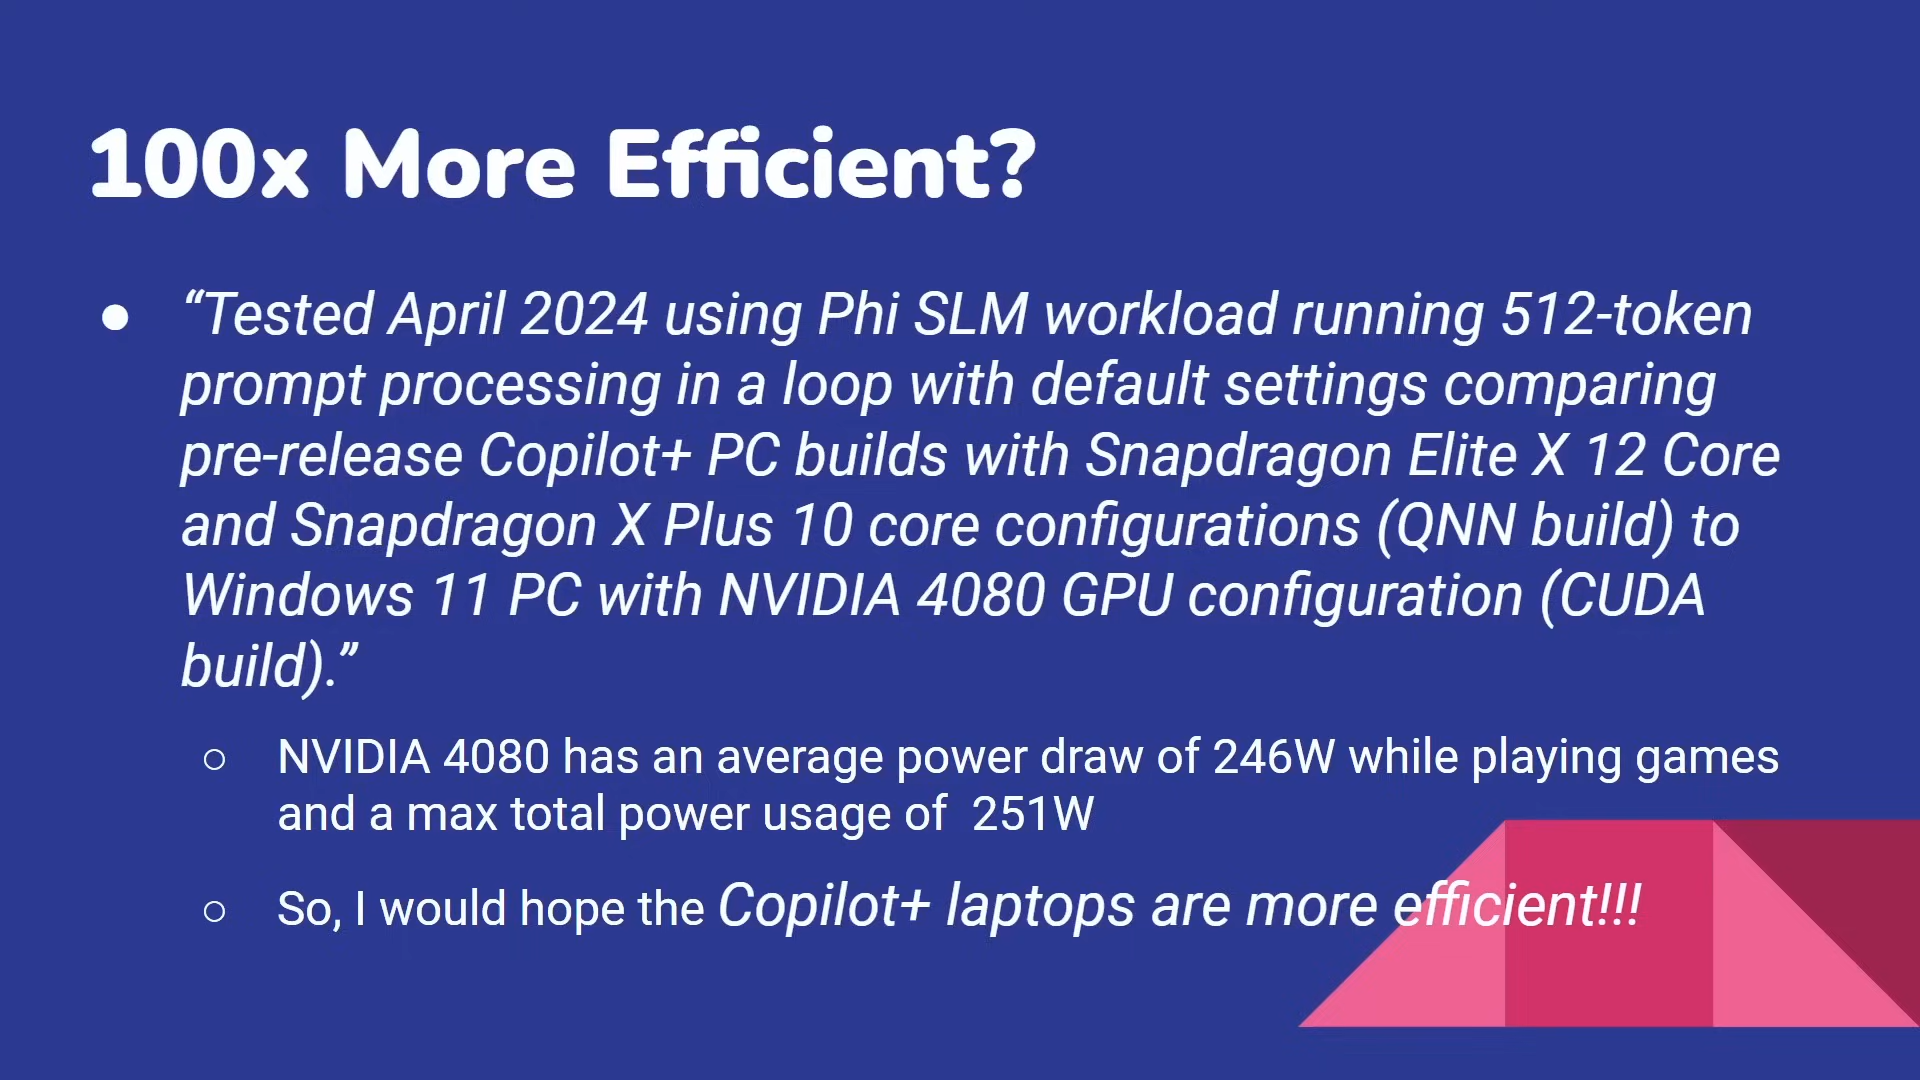 100x More Efficient?
● “Tested April 2024 using Phi SLM workload running 512-token
prompt processing in a loop with default settings comparing
pre-release Copilot+ PC builds with Snapdragon Elite X 12 Core
and Snapdragon X Plus 10 core configurations (QNN build) to
Windows 11 PC with NVIDIA 4080 GPU configuration (CUDA
build).”
○ NVIDIA 4080 has an average power draw of 246W while playing games
and a max total power usage of  251W
○ So, I would hope the Copilot+ laptops are more efficient!!!